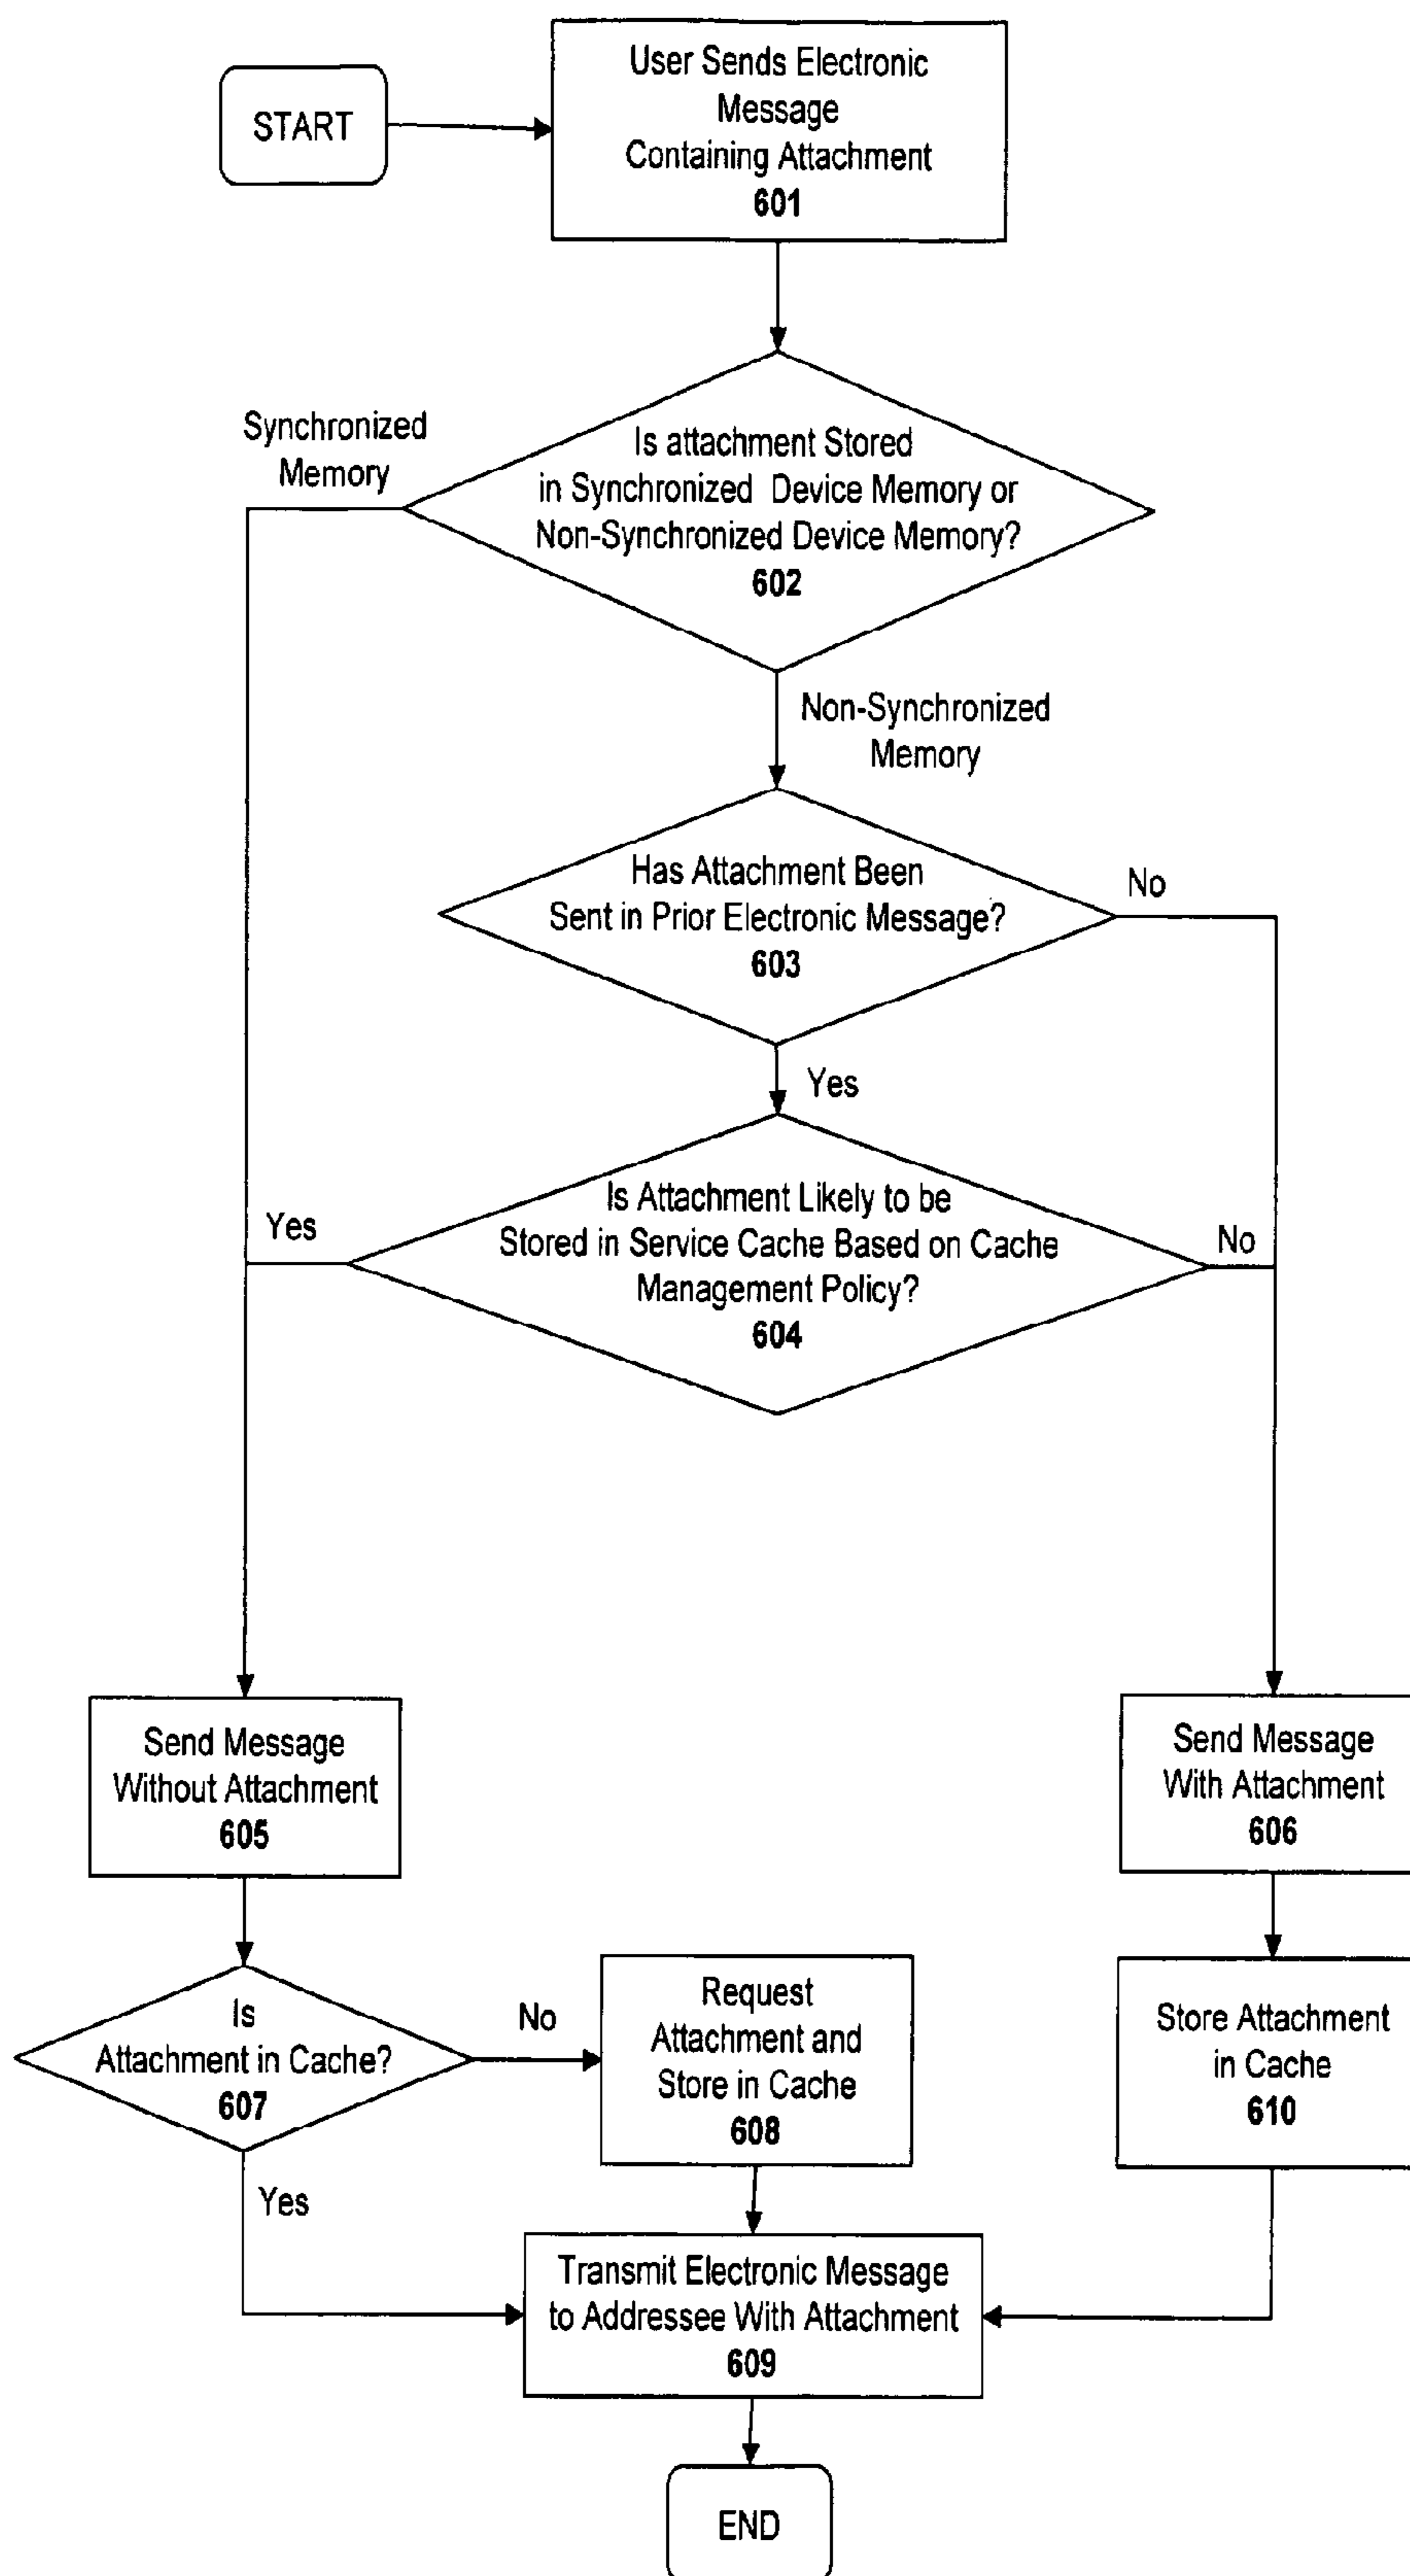 User Sends Electronic
Message
Containing Attachment
601
START
Synchronized
Memory
Is attachment Stored
in Synchronized Device Memory or
Non-Synchronized Device Memory?
602
Non-Synchronized
Memory
Has Attachment Been
Sent in Prior Electronic Message?
603
No
Yes
Is Attachment Likely to be
Stored in Service Cache Based on Cache
Management Policy?
604
Yes
No
Send Message
Without Attachment
605
Send Message
With Attachment
606
Is
Attachment in Cache?
607
No
Request
Attachment and
Store in Cache
608
Store Attachment
in Cache
610
Yes
Transmit Electronic Message
to Addressee With Attachment
609
END